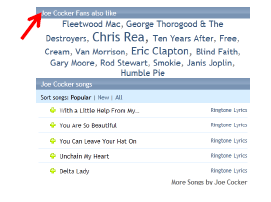 Joe Cocker Fans also like
Fleetwood Mac, George Thorogood & The
Destroyers, Chris Rea, Ten Years After, Free,
Cream, Van Morrison, Eric Clapton, Blind Faith,
Gary Moore, Rod Stewart, Smokie, Janis Joplin,
Humble Pie
Joe Cocker songs
Sort songs: Popular | New | All
With a Little Help From My... Ringtone Lyrics
You Are So Beautiful Ringtone Lyrics
You Can Leave Your Hat On Ringtone Lyrics
Unchain My Heart Ringtone Lyrics
Delta Lady Ringtone Lyrics
More Songs by Joe Cocker